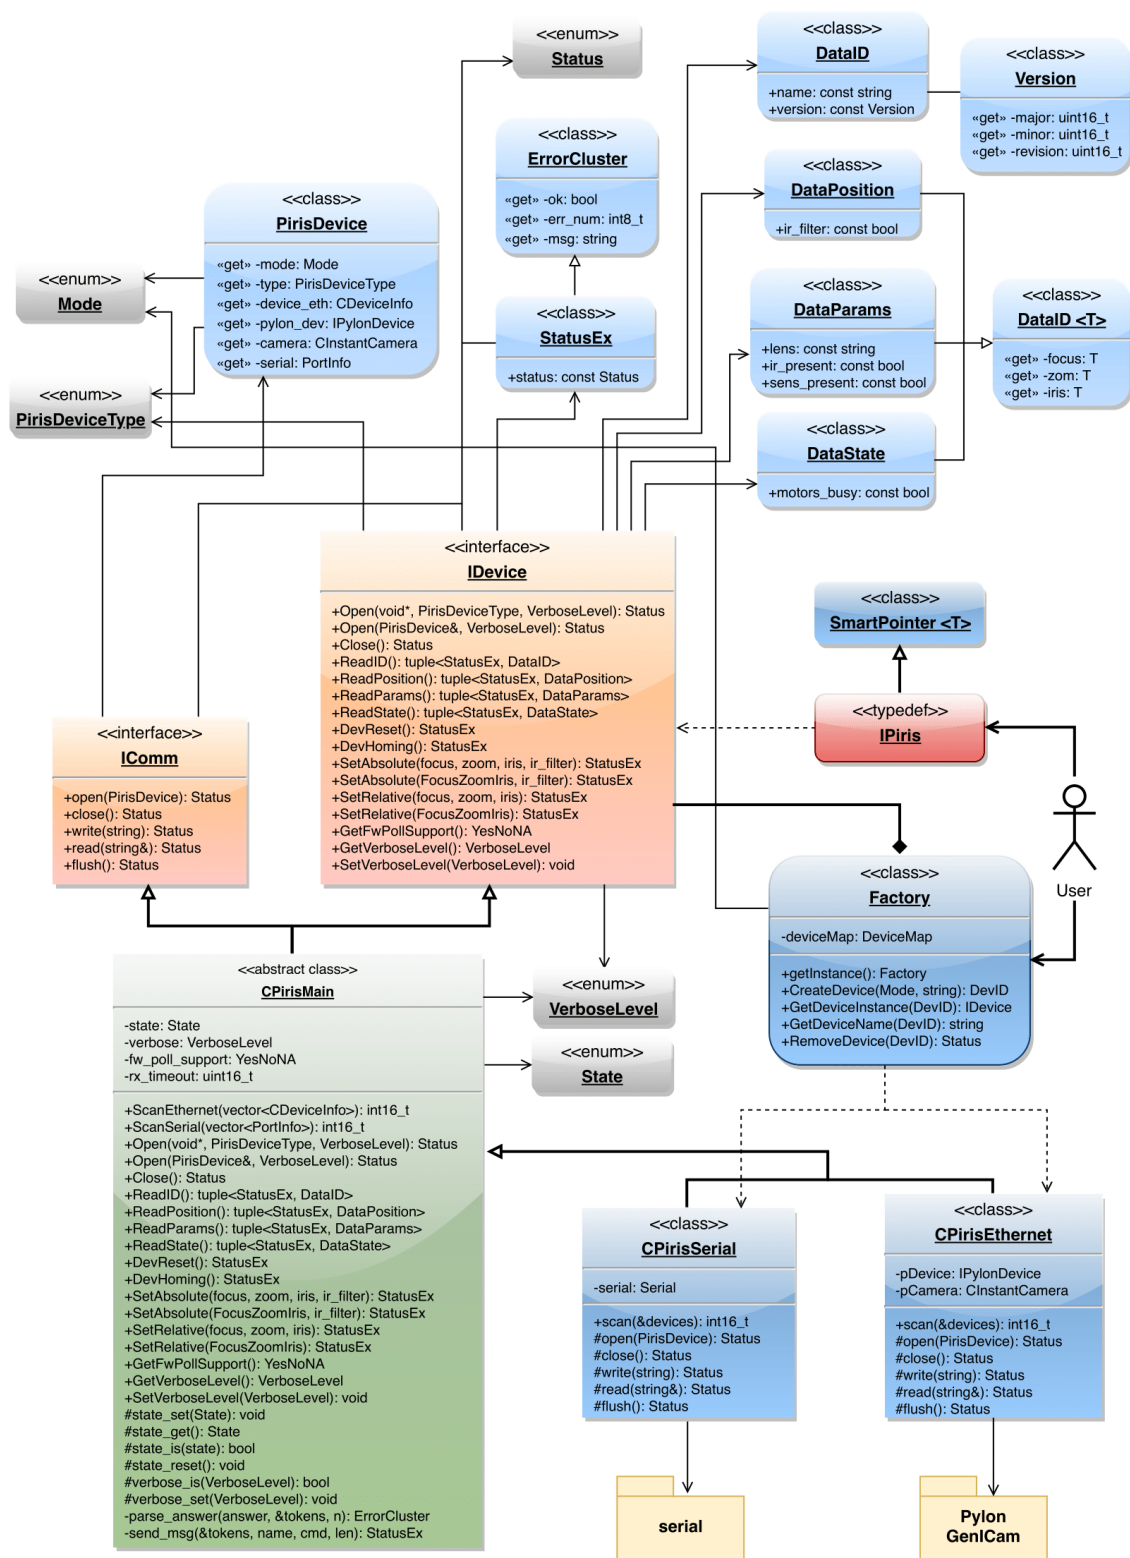 <<enum>>
Status
<<class>>
DataID
+name: const string
+version: const Version
<<class>>
Version
«get» -major: uint16_t
«get» -minor: uint16_t
«get» -revision: uint16_t
<<class>>
ErrorCluster
«get» -ok: bool
«get» -err_num: int8_t
«get» -msg: string
<<class>>
DataPosition
+ir_filter: const bool
<<class>>
PirisDevice
«get» -mode: Mode
«get» -type: PirisDeviceType
«get» -device_eth: CDeviceInfo
«get» -pylon_dev: IPylonDevice
«get» -camera: CInstantCamera
«get» -serial: PortInfo
<<enum>>
Mode
<<enum>>
PirisDeviceType
<<class>>
StatusEx
+status: const Status
<<class>>
DataParams
+lens: const string
+ir_present: const bool
+sens_present: const bool
<<class>>
DataID <T>
«get» -focus: T
«get» -zom: T
«get» -iris: T
<<class>>
DataState
+motors_busy: const bool
<<interface>>
IDevice
+Open(void*, PirisDeviceType, VerboseLevel): Status
+Open(PirisDevice&, VerboseLevel): Status
+Close(): Status
+ReadID(): tuple<StatusEx, DataID>
+ReadPosition(): tuple<StatusEx, DataPosition>
+ReadParams(): tuple<StatusEx, DataParams>
+ReadState(): tuple<StatusEx, DataState>
+DevReset(): StatusEx
+DevHoming(): StatusEx
+SetAbsolute(focus, zoom, iris, ir_filter): StatusEx
+SetAbsolute(FocusZoomIris, ir_filter): StatusEx
+SetRelative(focus, zoom, iris): StatusEx
+SetRelative(FocusZoomIris): StatusEx
+GetFwPollSupport(): YesNoNA
+GetVerboseLevel(): VerboseLevel
+SetVerboseLevel(VerboseLevel): void
<<class>>
SmartPointer <T>
<<typedef>>
IPiris
User
<<interface>>
IComm
+open(PirisDevice): Status
+close(): Status
+write(string): Status
+read(string&): Status
+flush(): Status
<<class>>
Factory
-deviceMap: DeviceMap
+getInstance(): Factory
+CreateDevice(Mode, string): DevID
+GetDeviceInstance(DevID): IDevice
+GetDeviceName(DevID): string
+RemoveDevice(DevID): Status
<<abstract class>>
CPirisMain
-state: State
-verbose: VerboseLevel
-fw_poll_support: YesNoNA
-rx_timeout: uint16_t
+ScanEthernet(vector<CDeviceInfo>): int16_t
+ScanSerial(vector<PortInfo>): int16_t
+Open(void*, PirisDeviceType, VerboseLevel): Status
+Open(PirisDevice&, VerboseLevel): Status
+Close(): Status
+ReadID(): tuple<StatusEx, DataID>
+ReadPosition(): tuple<StatusEx, DataPosition>
+ReadParams(): tuple<StatusEx, DataParams>
+ReadState(): tuple<StatusEx, DataState>
+DevReset(): StatusEx
+DevHoming(): StatusEx
+SetAbsolute(focus, zoom, iris, ir_filter): StatusEx
+SetAbsolute(FocusZoomIris, ir_filter): StatusEx
+SetRelative(focus, zoom, iris): StatusEx
+SetRelative(FocusZoomIris): StatusEx
+GetFwPollSupport(): YesNoNA
+GetVerboseLevel(): VerboseLevel
+SetVerboseLevel(VerboseLevel): void
#state_set(State): void
#state_get(): State
#state_is(state): bool
#state_reset(): void
#verbose_is(VerboseLevel): bool
#verbose_set(VerboseLevel): void
-parse_answer(answer, &tokens, n): ErrorCluster
-send_msg(&tokens, name, cmd, len): StatusEx
<<enum>>
VerboseLevel
<<enum>>
State
<<class>>
CPirisSerial
-serial: Serial
+scan(&devices): int16_t
#open(PirisDevice): Status
#close(): Status
#write(string): Status
#read(string&): Status
#flush(): Status
<<class>>
CPirisEthernet
-pDevice: IPylonDevice
-pCamera: CInstantCamera
+scan(&devices): int16_t
#open(PirisDevice): Status
#close(): Status
#write(string): Status
#read(string&): Status
#flush(): Status
serial
Pylon
GenICam